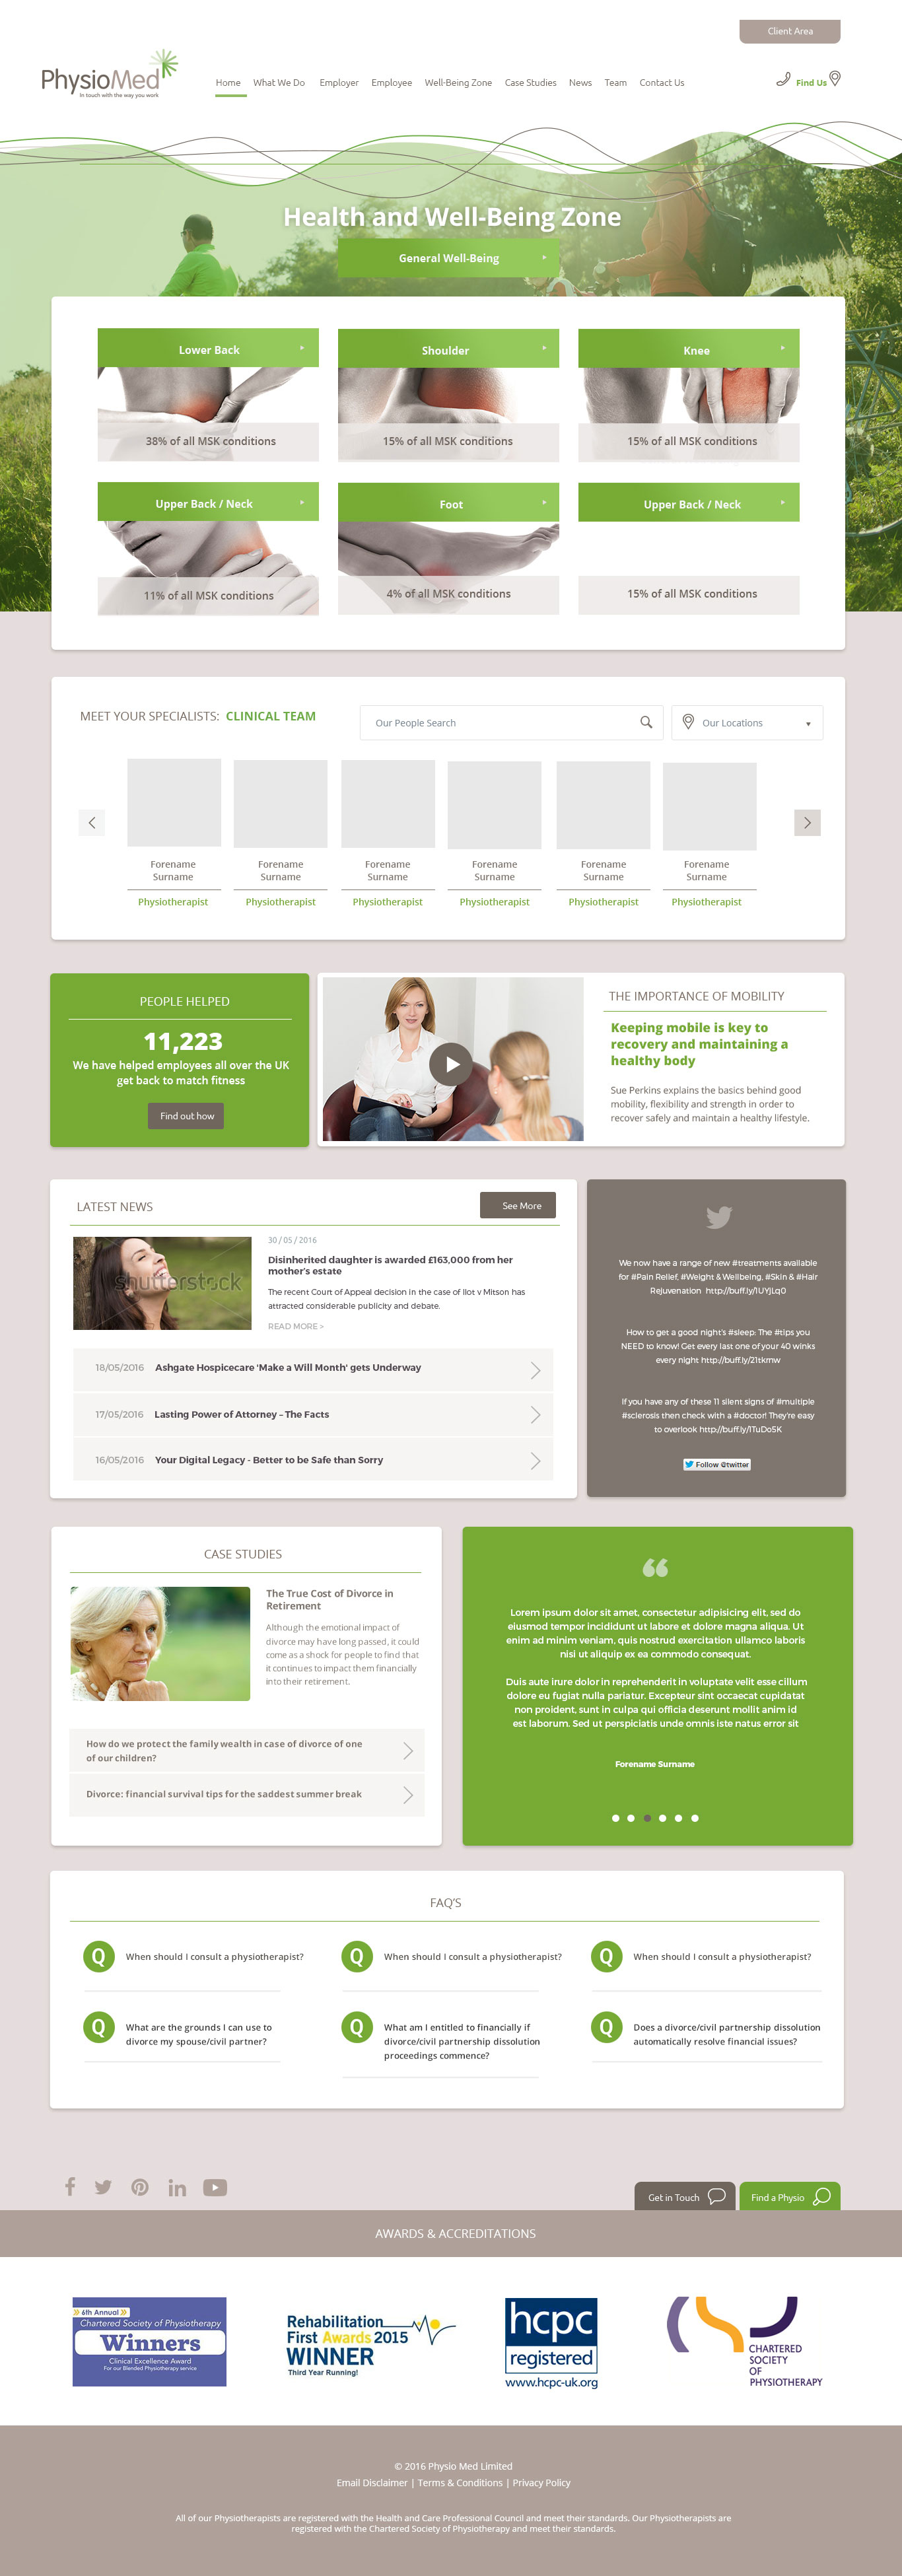 Client Area
PhysioMed
In touch with the way you work
Home What We Do Employer Employee Well-Being Zone Case Studies News Team Contact Us
Find Us
Health and Well-Being Zone
General Well-Being
Lower Back
38% of all MSK conditions
Shoulder
15% of all MSK conditions
Knee
15% of all MSK conditions
Upper Back / Neck
11% of all MSK conditions
Foot
4% of all MSK conditions
Upper Back / Neck
15% of all MSK conditions
MEET YOUR SPECIALISTS: CLINICAL TEAM
Our People Search
Our Locations
Forename
Surname
Physiotherapist
Forename
Surname
Physiotherapist
Forename
Surname
Physiotherapist
Forename
Surname
Physiotherapist
Forename
Surname
Physiotherapist
Forename
Surname
Physiotherapist
PEOPLE HELPED
11,223
We have helped employees all over the UK
get back to match fitness
Find out how
THE IMPORTANCE OF MOBILITY
Keeping mobile is key to
recovery and maintaining a
healthy body
Sue Perkins explains the basics behind good
mobility, flexibility and strength in order to
recover safely and maintain a healthy lifestyle.
LATEST NEWS
See More
shutterstock
30 / 05 / 2016
Disinherited daughter is awarded £163,000 from her
mother's estate
The recent Court of Appeal decision in the case of Ilot v Mitson has
attracted considerable publicity and debate.
READ MORE >
18/05/2016 Ashgate Hospicecare 'Make a Will Month' gets Underway
17/05/2016 Lasting Power of Attorney – The Facts
16/05/2016 Your Digital Legacy - Better to be Safe than Sorry
We now have a range of new #treatments available
for #Pain Relief, #Weight & Wellbeing, #Skin & #Hair
Rejuvenation http://buff.ly/1UYjLq0
How to get a good night's #sleep: The #tips you
NEED to know! Get every last one of your 40 winks
every night http://buff.ly/21tkmw
If you have any of these 11 silent signs of #multiple
#sclerosis then check with a #doctor! They're easy
to overlook http://buff.ly/1TuDo5K
Follow @twitter
CASE STUDIES
The True Cost of Divorce in
Retirement
Although the emotional impact of
divorce may have long passed, it could
come as a shock for people to find that
it continues to impact them financially
into their retirement.
How do we protect the family wealth in case of divorce of one
of our children?
Divorce: financial survival tips for the saddest summer break
“
Lorem ipsum dolor sit amet, consectetur adipisicing elit, sed do
eiusmod tempor incididunt ut labore et dolore magna aliqua. Ut
enim ad minim veniam, quis nostrud exercitation ullamco laboris
nisi ut aliquip ex ea commodo consequat.
Duis aute irure dolor in reprehenderit in voluptate velit esse cillum
dolore eu fugiat nulla pariatur. Excepteur sint occaecat cupidatat
non proident, sunt in culpa qui officia deserunt mollit anim id
est laborum. Sed ut perspiciatis unde omnis iste natus error sit
Forename Surname
FAQ'S
Q When should I consult a physiotherapist?
Q When should I consult a physiotherapist?
Q When should I consult a physiotherapist?
Q What are the grounds I can use to
divorce my spouse/civil partner?
Q What am I entitled to financially if
divorce/civil partnership dissolution
proceedings commence?
Q Does a divorce/civil partnership dissolution
automatically resolve financial issues?
Get in Touch
Find a Physio
AWARDS & ACCREDITATIONS
6th Annual
Chartered Society of Physiotherapy
Winners
Clinical Excellence Award
For our Blended Physiotherapy service
Rehabilitation
First Awards 2015
WINNER
Third Year Running!
hcpc
registered
www.hcpc-uk.org
CHARTERED
SOCIETY
OF
PHYSIOTHERAPY
© 2016 Physio Med Limited
Email Disclaimer | Terms & Conditions | Privacy Policy
All of our Physiotherapists are registered with the Health and Care Professional Council and meet their standards. Our Physiotherapists are
registered with the Chartered Society of Physiotherapy and meet their standards.